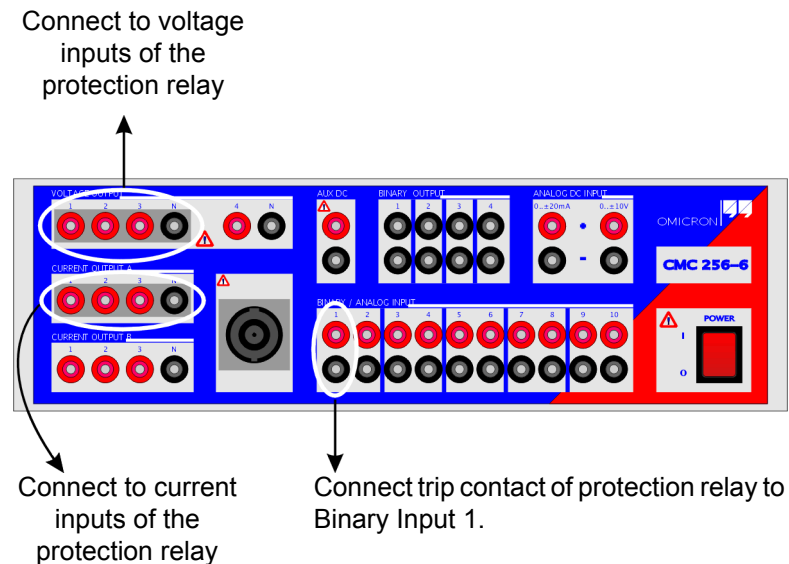 Connect to voltage
inputs of the
protection relay
VOLTAGE OUTPUT
1 2 3 N 4 N
AUX DC
BINARY OUTPUT
1 2 3 4
ANALOG DC INPUT
0...±20mA 0...±10V
OMICRON
CMC 256–6
CURRENT OUTPUT A
1 2 3 N
BINARY / ANALOG INPUT
1 2 3 4 5 6 7 8 9 10
POWER
I
O
CURRENT OUTPUT B
1 2 3 N
Connect to current
inputs of the
protection relay
Connect trip contact of protection relay to
Binary Input 1.